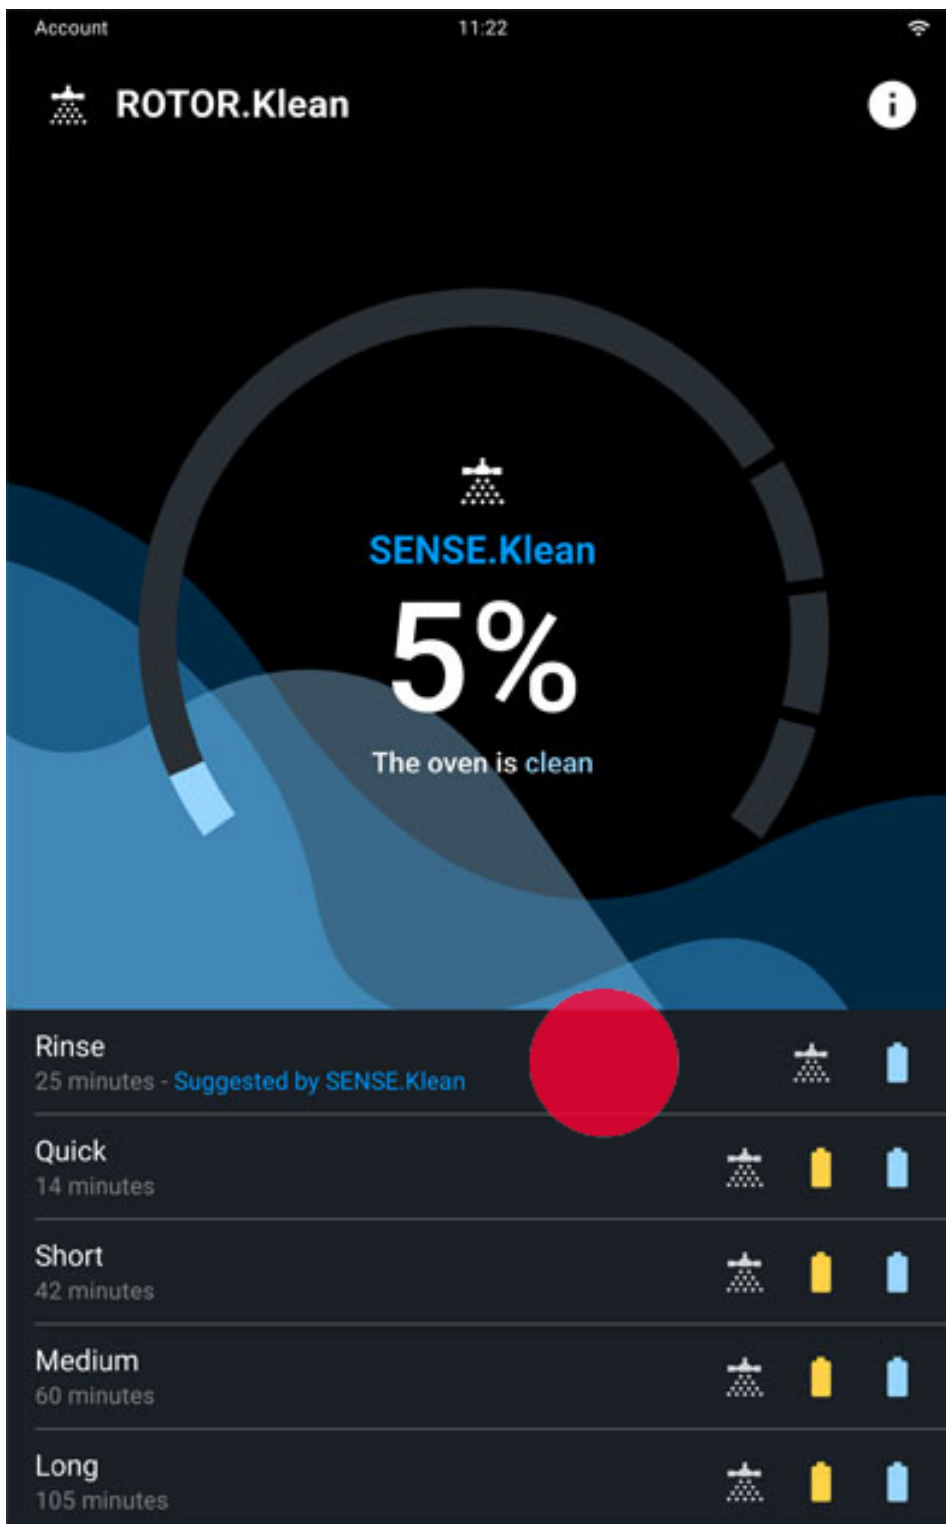 Account 11:22
ROTOR.Klean
SENSE.Klean
5%
The oven is clean
Rinse
25 minutes - Suggested by SENSE.Klean
Quick
14 minutes
Short
42 minutes
Medium
60 minutes
Long
105 minutes